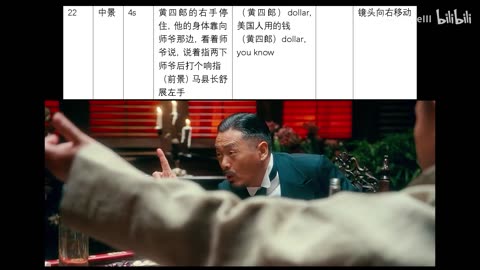 22 中景 4s 黄四郎的右手停 （黄四郎）dollar, 镜头向右移动
住，他的身体靠向 美国人用的钱
师爷那边，看着师 （黄四郎）dollar,
爷说，说着指两下 you know
师爷后打个响指
（前景）马县长舒
展左手
bilibili